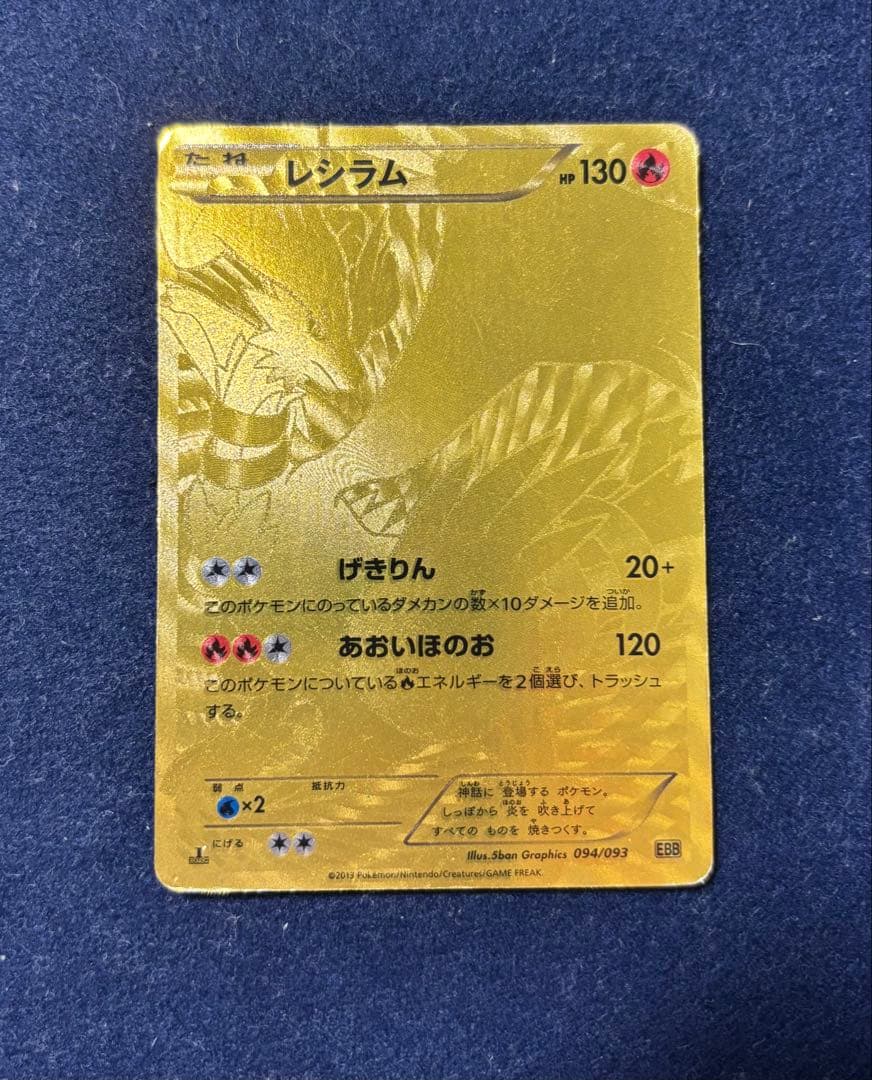 たね レシラム HP 130
げきりん 20+
このポケモンにのっているダメカンの数×10ダメージを追加。
あおいほのお 120
このポケモンについているエネルギーを2個選び、トラッシュ
する。
弱点 抵抗力
×2
にげる
神話に 登場する ポケモン。
しっぽから 炎を 吹き上げて
すべての ものを 焼きつくす。
Illus.5ban Graphics 094/093 EBB
©2013 Pokémon/Nintendo/Creatures/GAME FREAK.